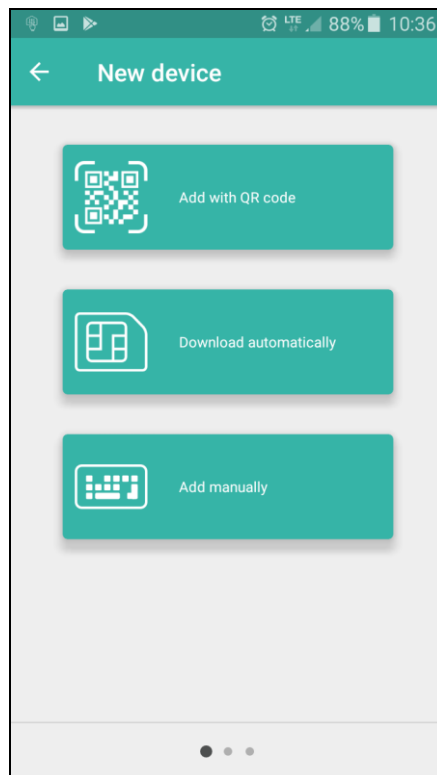 LTE 88% 10:36
New device
Add with QR code
Download automatically
Add manually